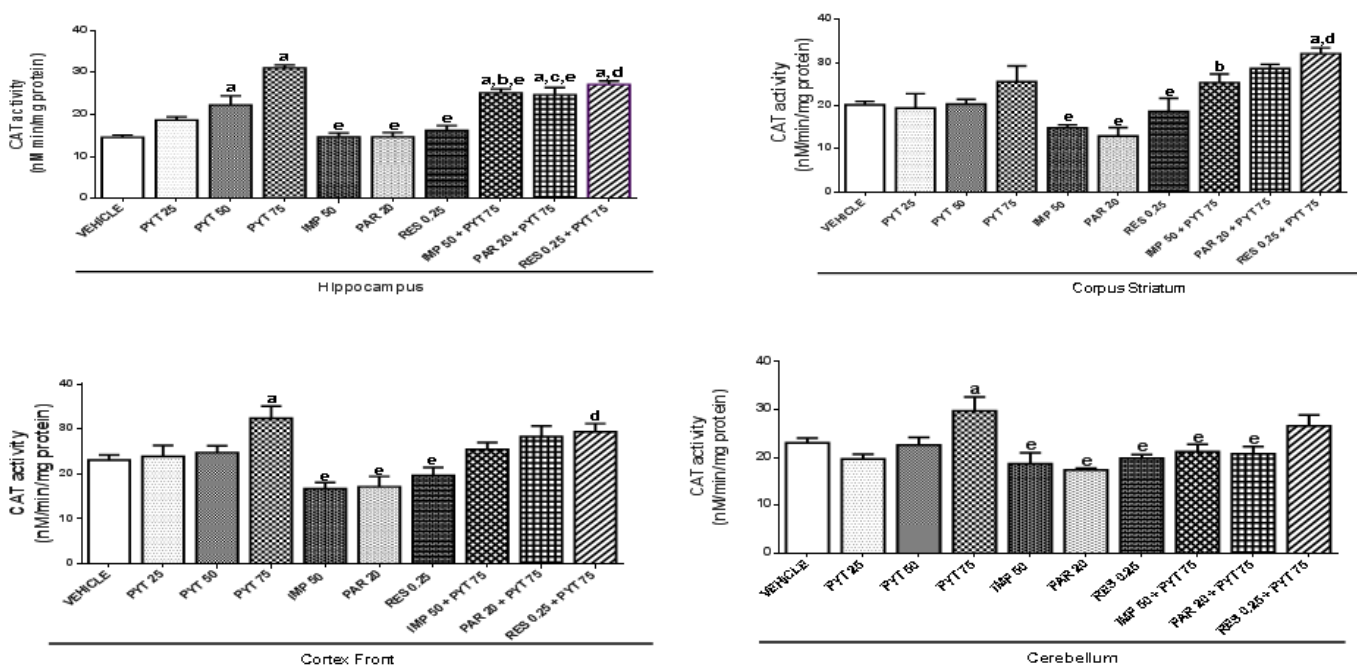 CAT activity
(nM min/mg protein)
40
30
20
10
0
a
a
e
e
e
a,b,e
a,c,e
a,d
VEHICLE
PYT 25
PYT 50
PYT 75
IMP 50
PAR 20
RES 0.25
IMP 50 + PYT 75
PAR 20 + PYT 75
RES 0.25 + PYT 75
Hippocampus
CAT activity
(nM/min/mg protein)
40
30
20
10
0
e
e
e
b
a,d
VEHICLE
PYT 25
PYT 50
PYT 75
IMP 50
PAR 20
RES 0.25
IMP 50 + PYT 75
PAR 20 + PYT 75
RES 0.25 + PYT 75
Corpus Striatum
CAT activity
(nM/min/mg protein)
40
30
20
10
0
a
e
e
e
d
VEHICLE
PYT 25
PYT 50
PYT 75
IMP 50
PAR 20
RES 0.25
IMP 50 + PYT 75
PAR 20 + PYT 75
RES 0.25 + PYT 75
Cortex Front
CAT activity
(nM/min/mg protein)
40
30
20
10
0
a
e
e
e
e
e
VEHICLE
PYT 25
PYT 50
PYT 75
IMP 50
PAR 20
RES 0.25
IMP 50 + PYT 75
PAR 20 + PYT 75
RES 0.25 + PYT 75
Cerebellum